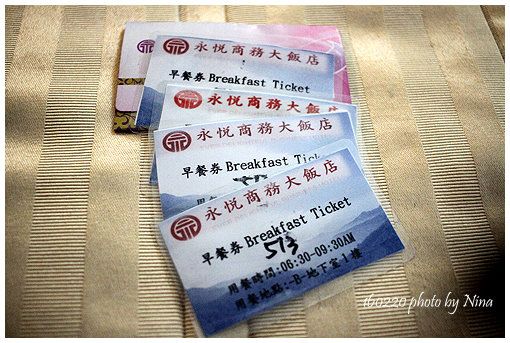 永悅商務大飯店
早餐券 Breakfast Ticket
永悅商務大飯店
永悅商務大飯店
早餐券 Breakfast
永悅商務大飯店
早餐券 Breakfast Ticket
513
用餐時間:06:30-09:30AM
用餐地點:-B-地下室1樓
tb0220 photo by Nina